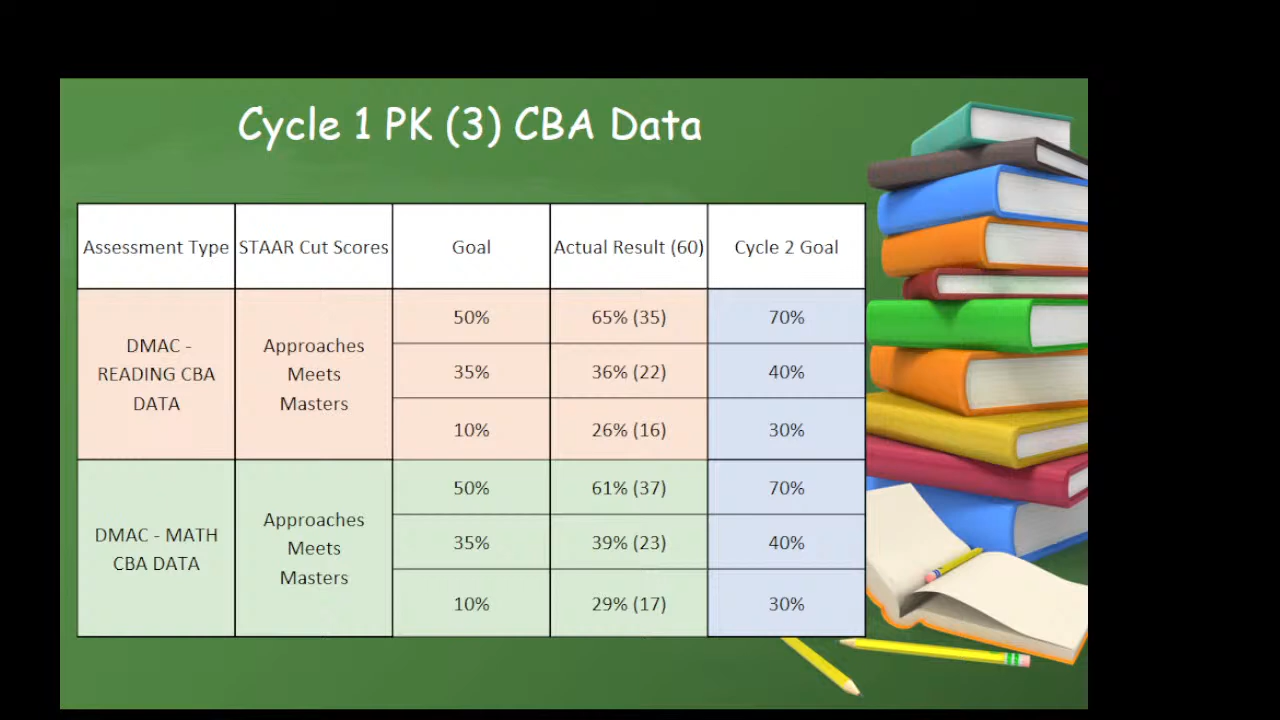 Cycle 1 PK (3) CBA Data
Assessment Type STAAR Cut Scores Goal Actual Result (60) Cycle 2 Goal
DMAC -
READING CBA
DATA
Approaches
Meets
Masters
50% 65% (35) 70%
35% 36% (22) 40%
10% 26% (16) 30%
DMAC - MATH
CBA DATA
Approaches
Meets
Masters
50% 61% (37) 70%
35% 39% (23) 40%
10% 29% (17) 30%